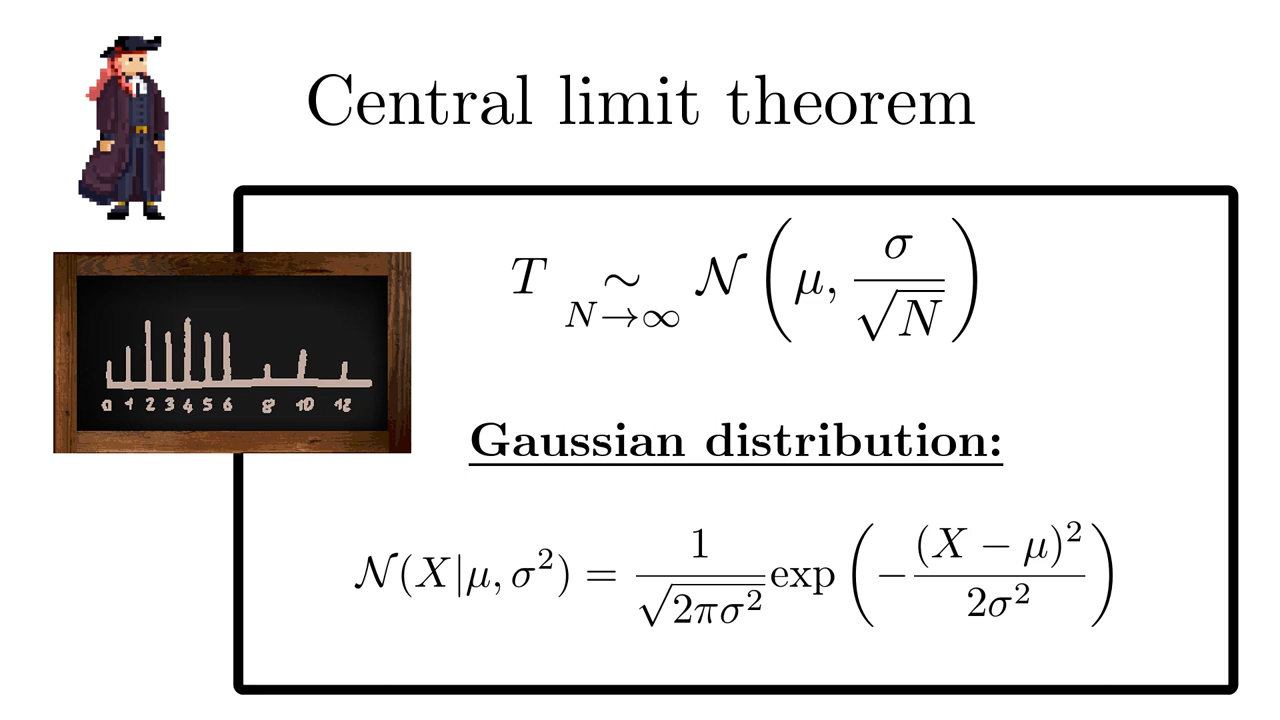 Central limit theorem
T ∼ 𝒩 (μ, σ/√N)
N→∞
0 1 2 3 4 5 6 8 10 12
Gaussian distribution:
𝒩(X|μ, σ²) = 1/√(2πσ²) exp (−(X − μ)²/2σ²)